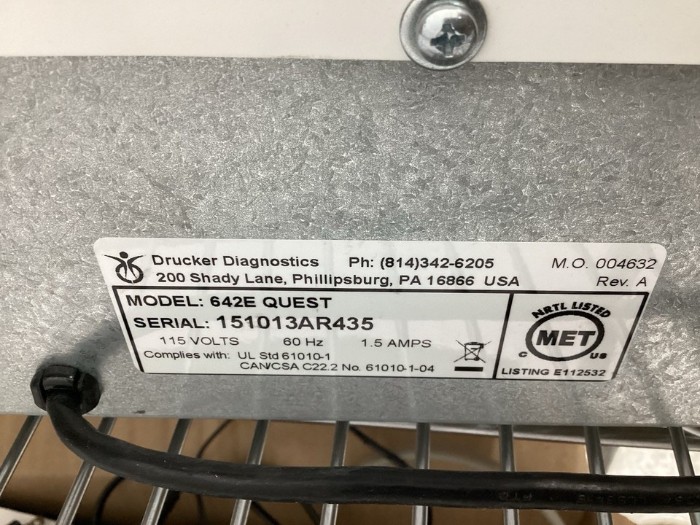 Drucker Diagnostics Ph: (814)342-6205 M.O. 004632
200 Shady Lane, Phillipsburg, PA 16866 USA Rev. A
MODEL: 642E QUEST
SERIAL: 151013AR435
115 VOLTS 60 Hz 1.5 AMPS
Complies with: UL Std 61010-1
CAN/CSA C22.2 No. 61010-1-04
NRTL LISTED
MET
C US
LISTING E112532